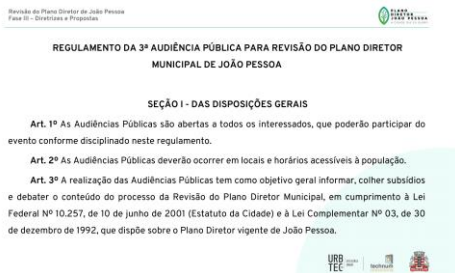 Revisão do Plano Diretor de João Pessoa
Fase III – Diretrizes e Propostas
PLANO
DIRETOR
JOÃO PESSOA
REGULAMENTO DA 3ª AUDIÊNCIA PÚBLICA PARA REVISÃO DO PLANO DIRETOR
MUNICIPAL DE JOÃO PESSOA
SEÇÃO I - DAS DISPOSIÇÕES GERAIS
Art. 1º As Audiências Públicas são abertas a todos os interessados, que poderão participar do
evento conforme disciplinado neste regulamento.
Art. 2º As Audiências Públicas deverão ocorrer em locais e horários acessíveis à população.
Art. 3º A realização das Audiências Públicas tem como objetivo geral informar, colher subsídios
e debater o conteúdo do processo da Revisão do Plano Diretor Municipal, em cumprimento à Lei
Federal Nº 10.257, de 10 de junho de 2001 (Estatuto da Cidade) e à Lei Complementar Nº 03, de 30
de dezembro de 1992, que dispõe sobre o Plano Diretor vigente de João Pessoa.
URB
TEC
technum